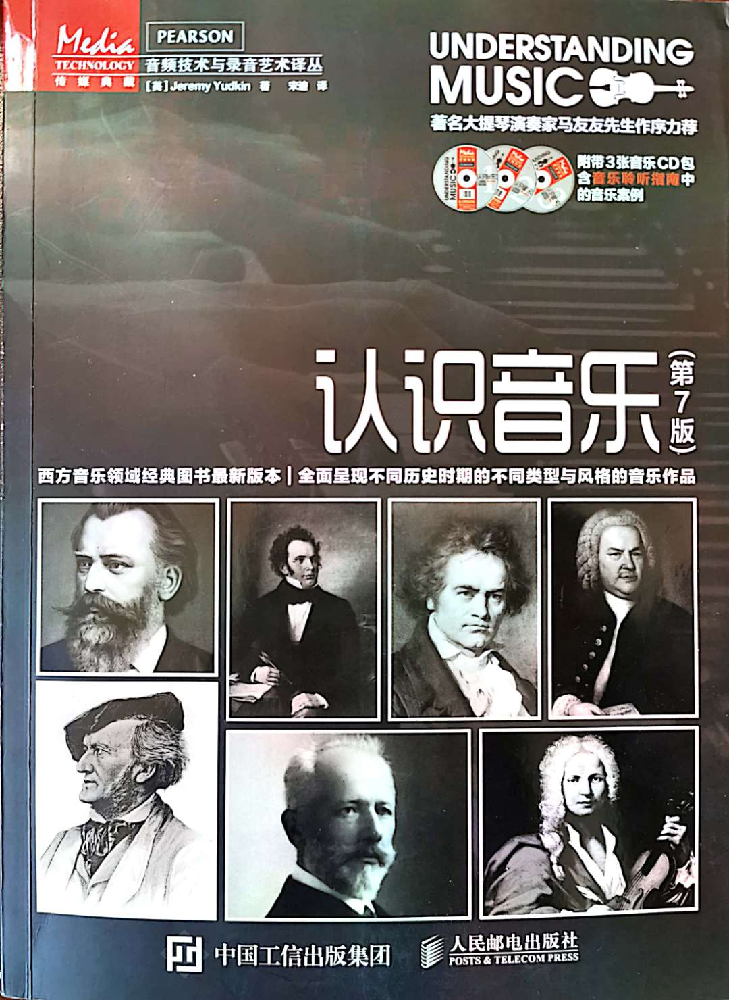 Media
TECHNOLOGY
传媒典藏
PEARSON
音频技术与录音艺术译丛
[英] Jeremy Yudkin 著 宋迪 译
UNDERSTANDING
MUSIC
著名大提琴演奏家马友友先生作序力荐
UNDERSTANDING
MUSIC
附带3张音乐CD包
含音乐聆听指南中
的音乐案例
认识音乐
(第7版)
西方音乐领域经典图书最新版本 | 全面呈现不同历史时期的不同类型与风格的音乐作品
中国工信出版集团
人民邮电出版社
POSTS & TELECOM PRESS